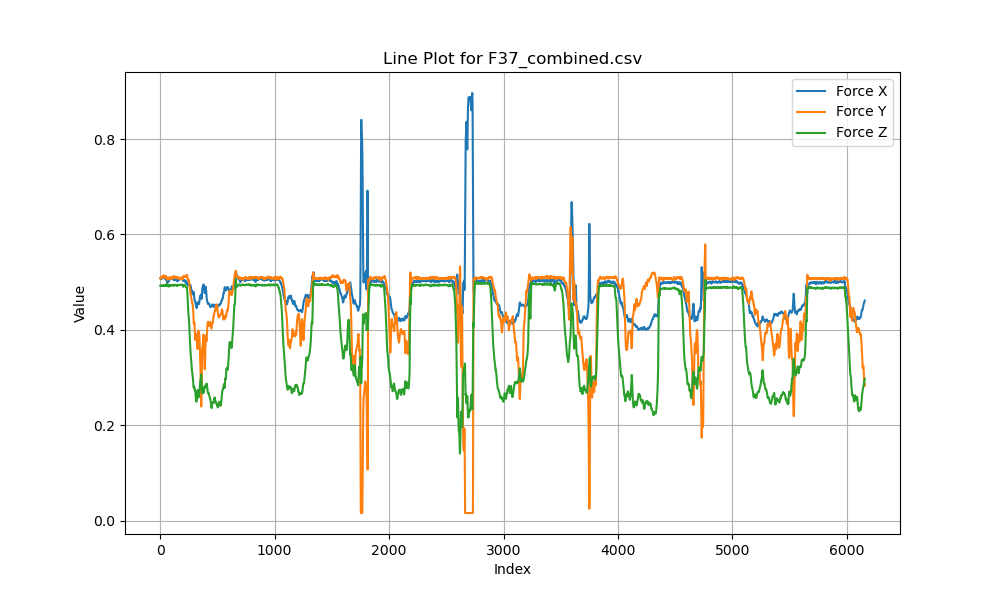 Line Plot for F37_combined.csv
Force X
Force Y
Force Z
Value
0.8
0.6
0.4
0.2
0.0
0 1000 2000 3000 4000 5000 6000
Index